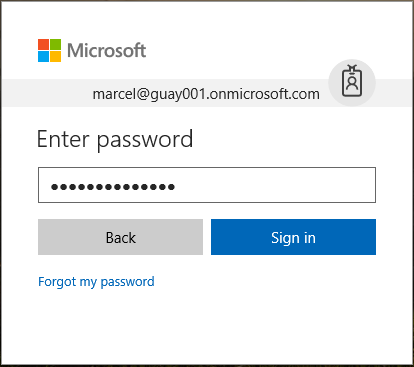 Microsoft
marcel@guay001.onmicrosoft.com
Enter password
••••••••••••••
Back Sign in
Forgot my password